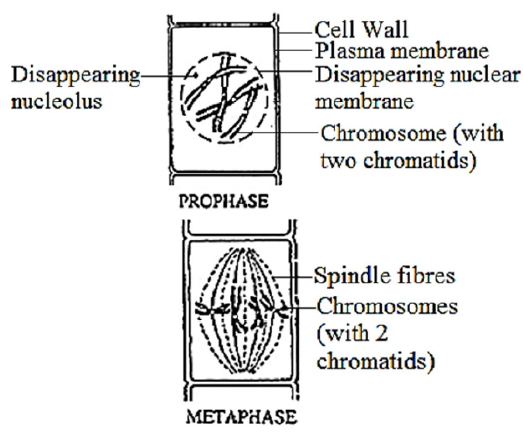 Cell Wall
Plasma membrane
Disappearing
nucleolus
Disappearing nuclear
membrane
Chromosome (with
two chromatids)
PROPHASE
Spindle fibres
Chromosomes
(with 2
chromatids)
METAPHASE